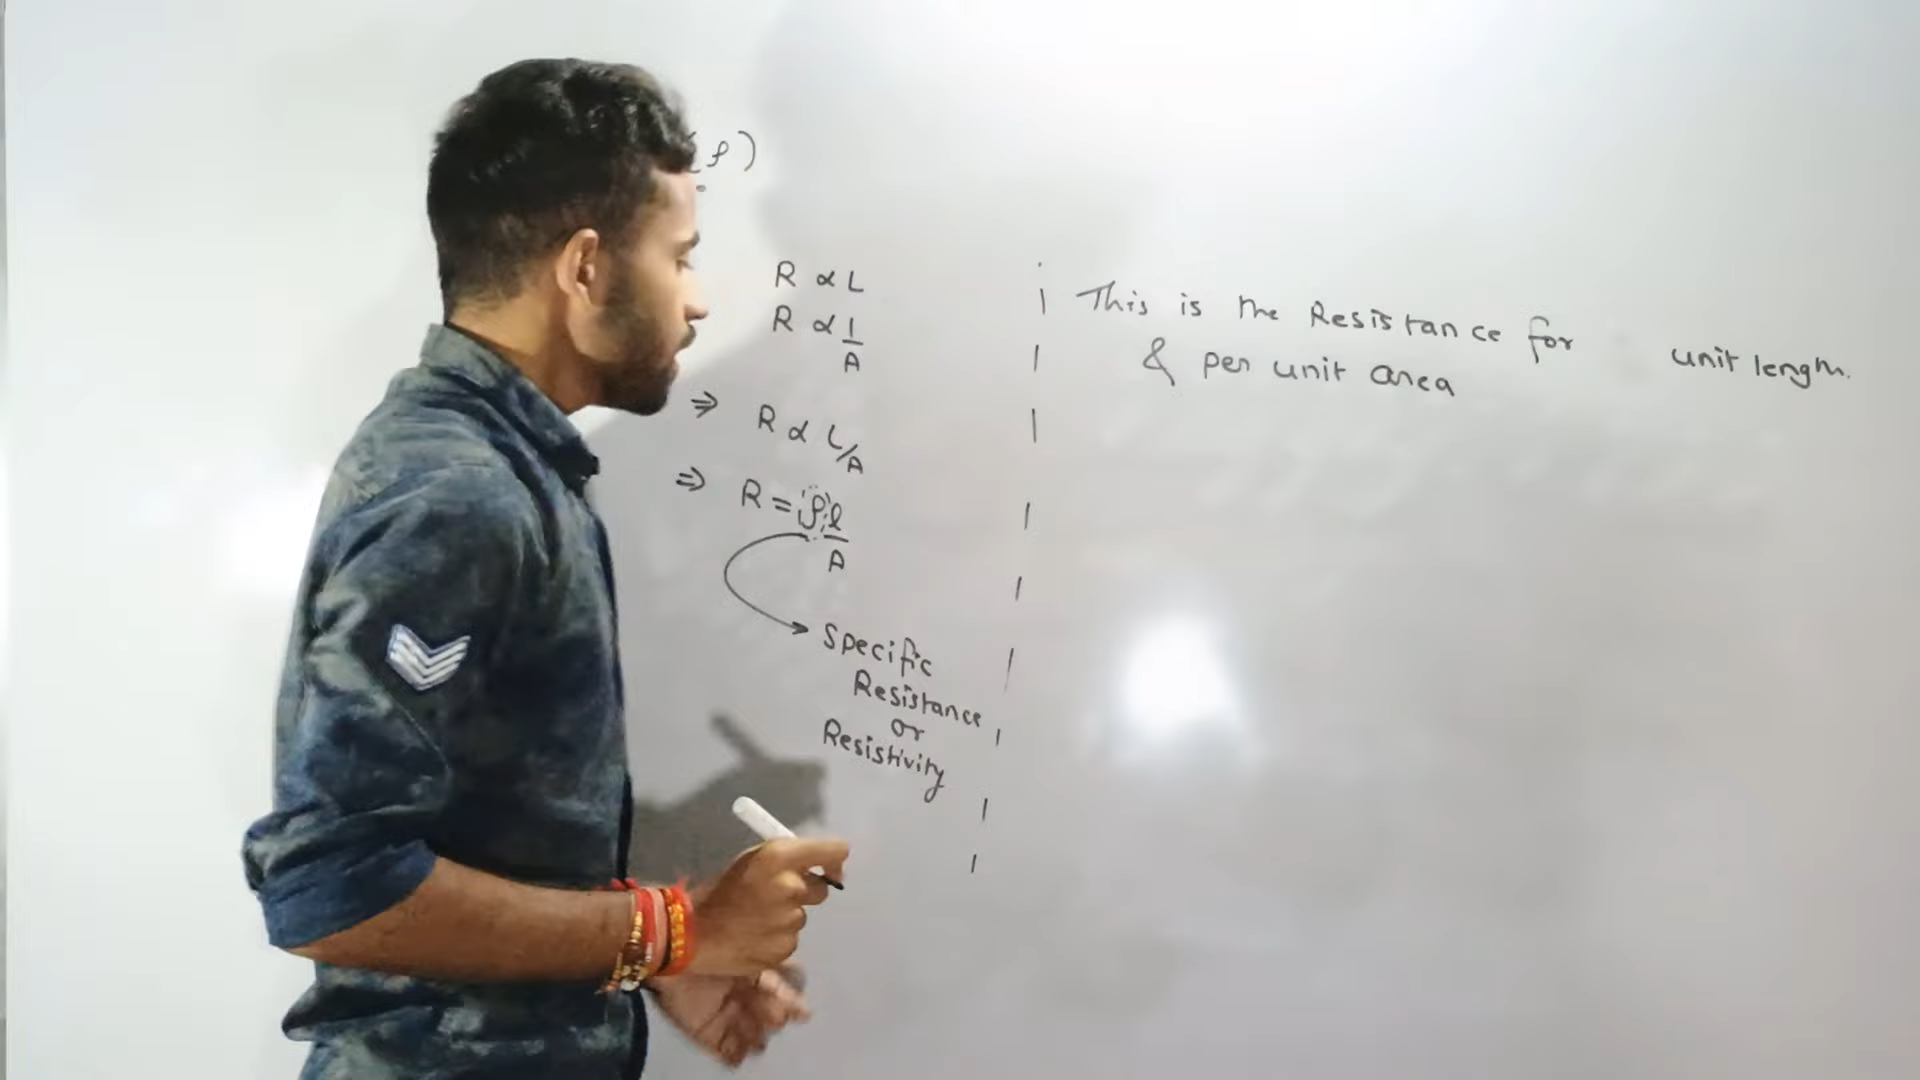 (ρ)
R ∝ L
R ∝ 1/A
⇒ R ∝ L/A
⇒ R = ρl/A
Specific
Resistance
or
Resistivity
This is the Resistance for unit length.
& per unit area